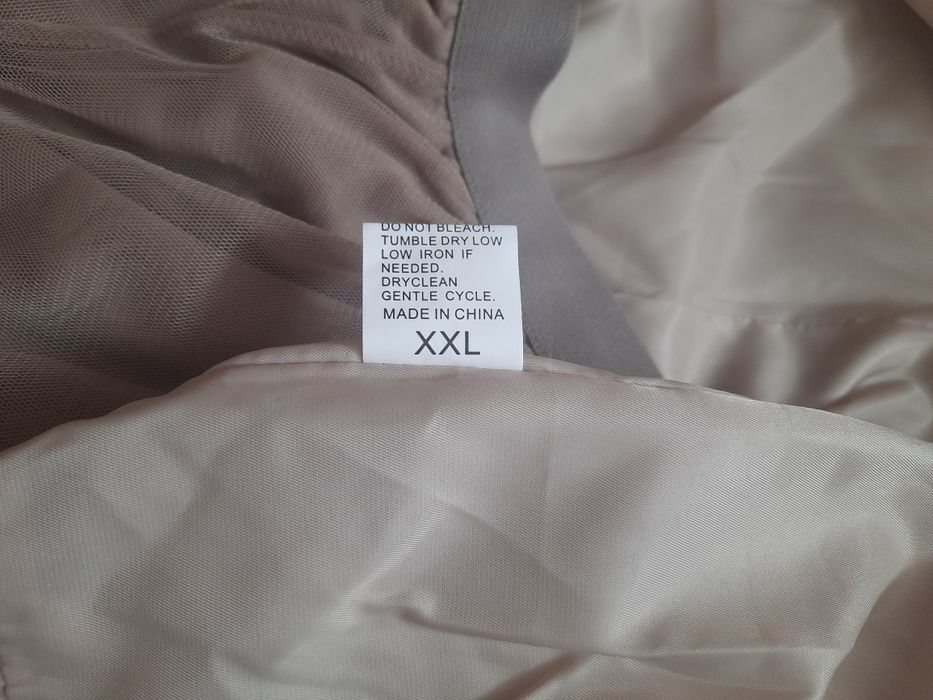 DO NOT BLEACH.
TUMBLE DRY LOW
LOW IRON IF
NEEDED.
DRYCLEAN
GENTLE CYCLE.
MADE IN CHINA
XXL